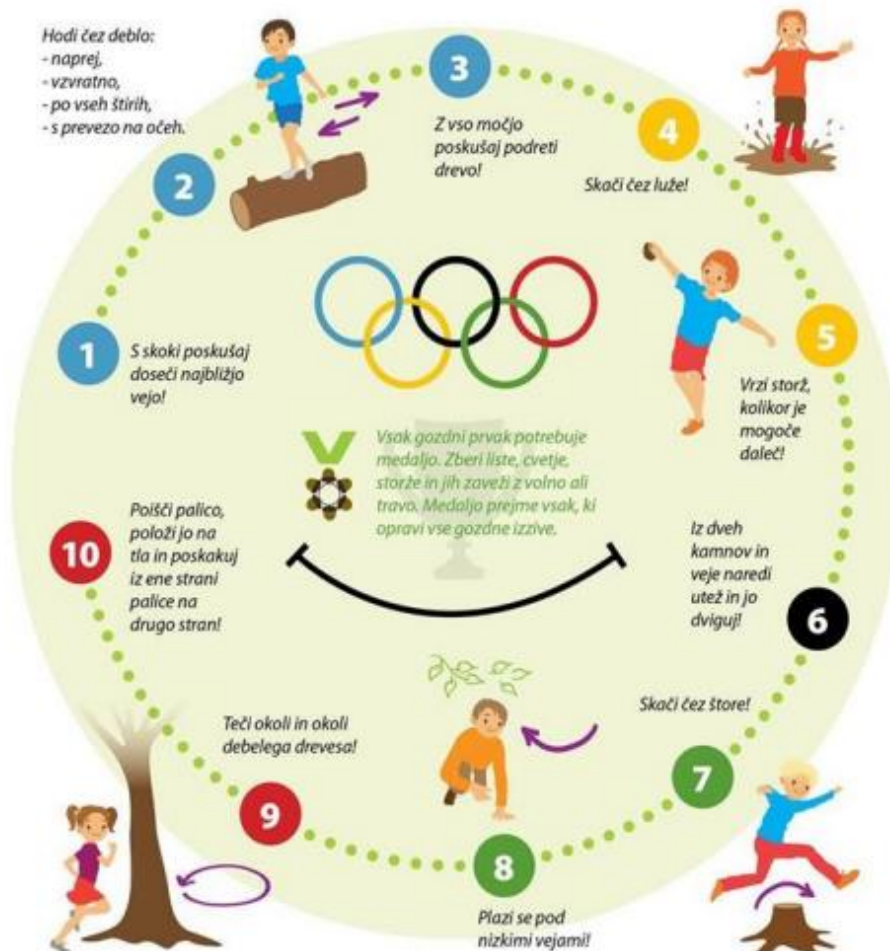 1
S skoki poskušaj
doseči najbližjo
vejo!
2
Hodi čez deblo:
- naprej,
- vzvratno,
- po vseh štirih,
- s prevezo na očeh.
3
Z vso močjo
poskušaj podreti
drevo!
4
Skači čez luže!
5
Vrzi storž,
kolikor je
mogoče
daleč!
6
Iz dveh
kamnov in
veje naredi
utež in jo
dviguj!
7
Skači čez štore!
8
Plazi se pod
nizkimi vejami!
9
Teči okoli in okoli
debelega drevesa!
10
Poišči palico,
položi jo na
tla in poskakuj
iz ene strani
palice na
drugo stran!
Vsak gozdni prvak potrebuje
medaljo. Zberi liste, cvetje,
storže in jih zaveži z volno ali
travo. Medaljo prejme vsak, ki
opravi vse gozdne izzive.